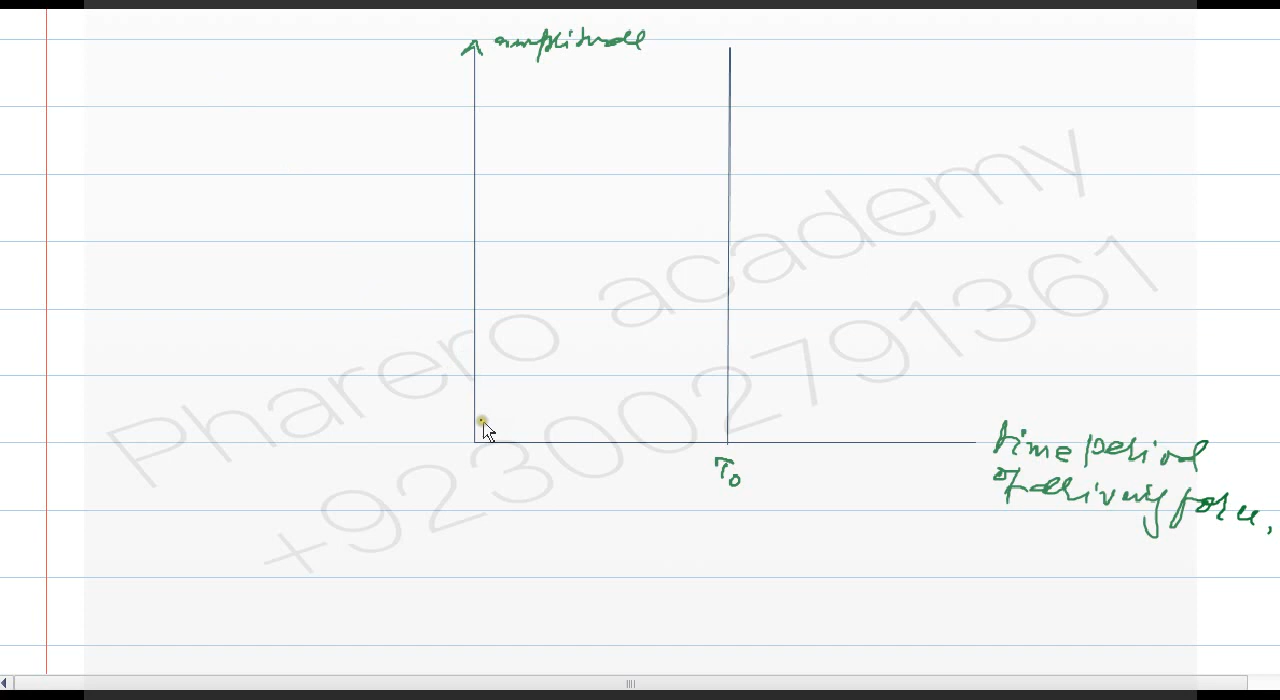 amplitude
Pharero academy
+923002791361
T₀
time period
of driving force.